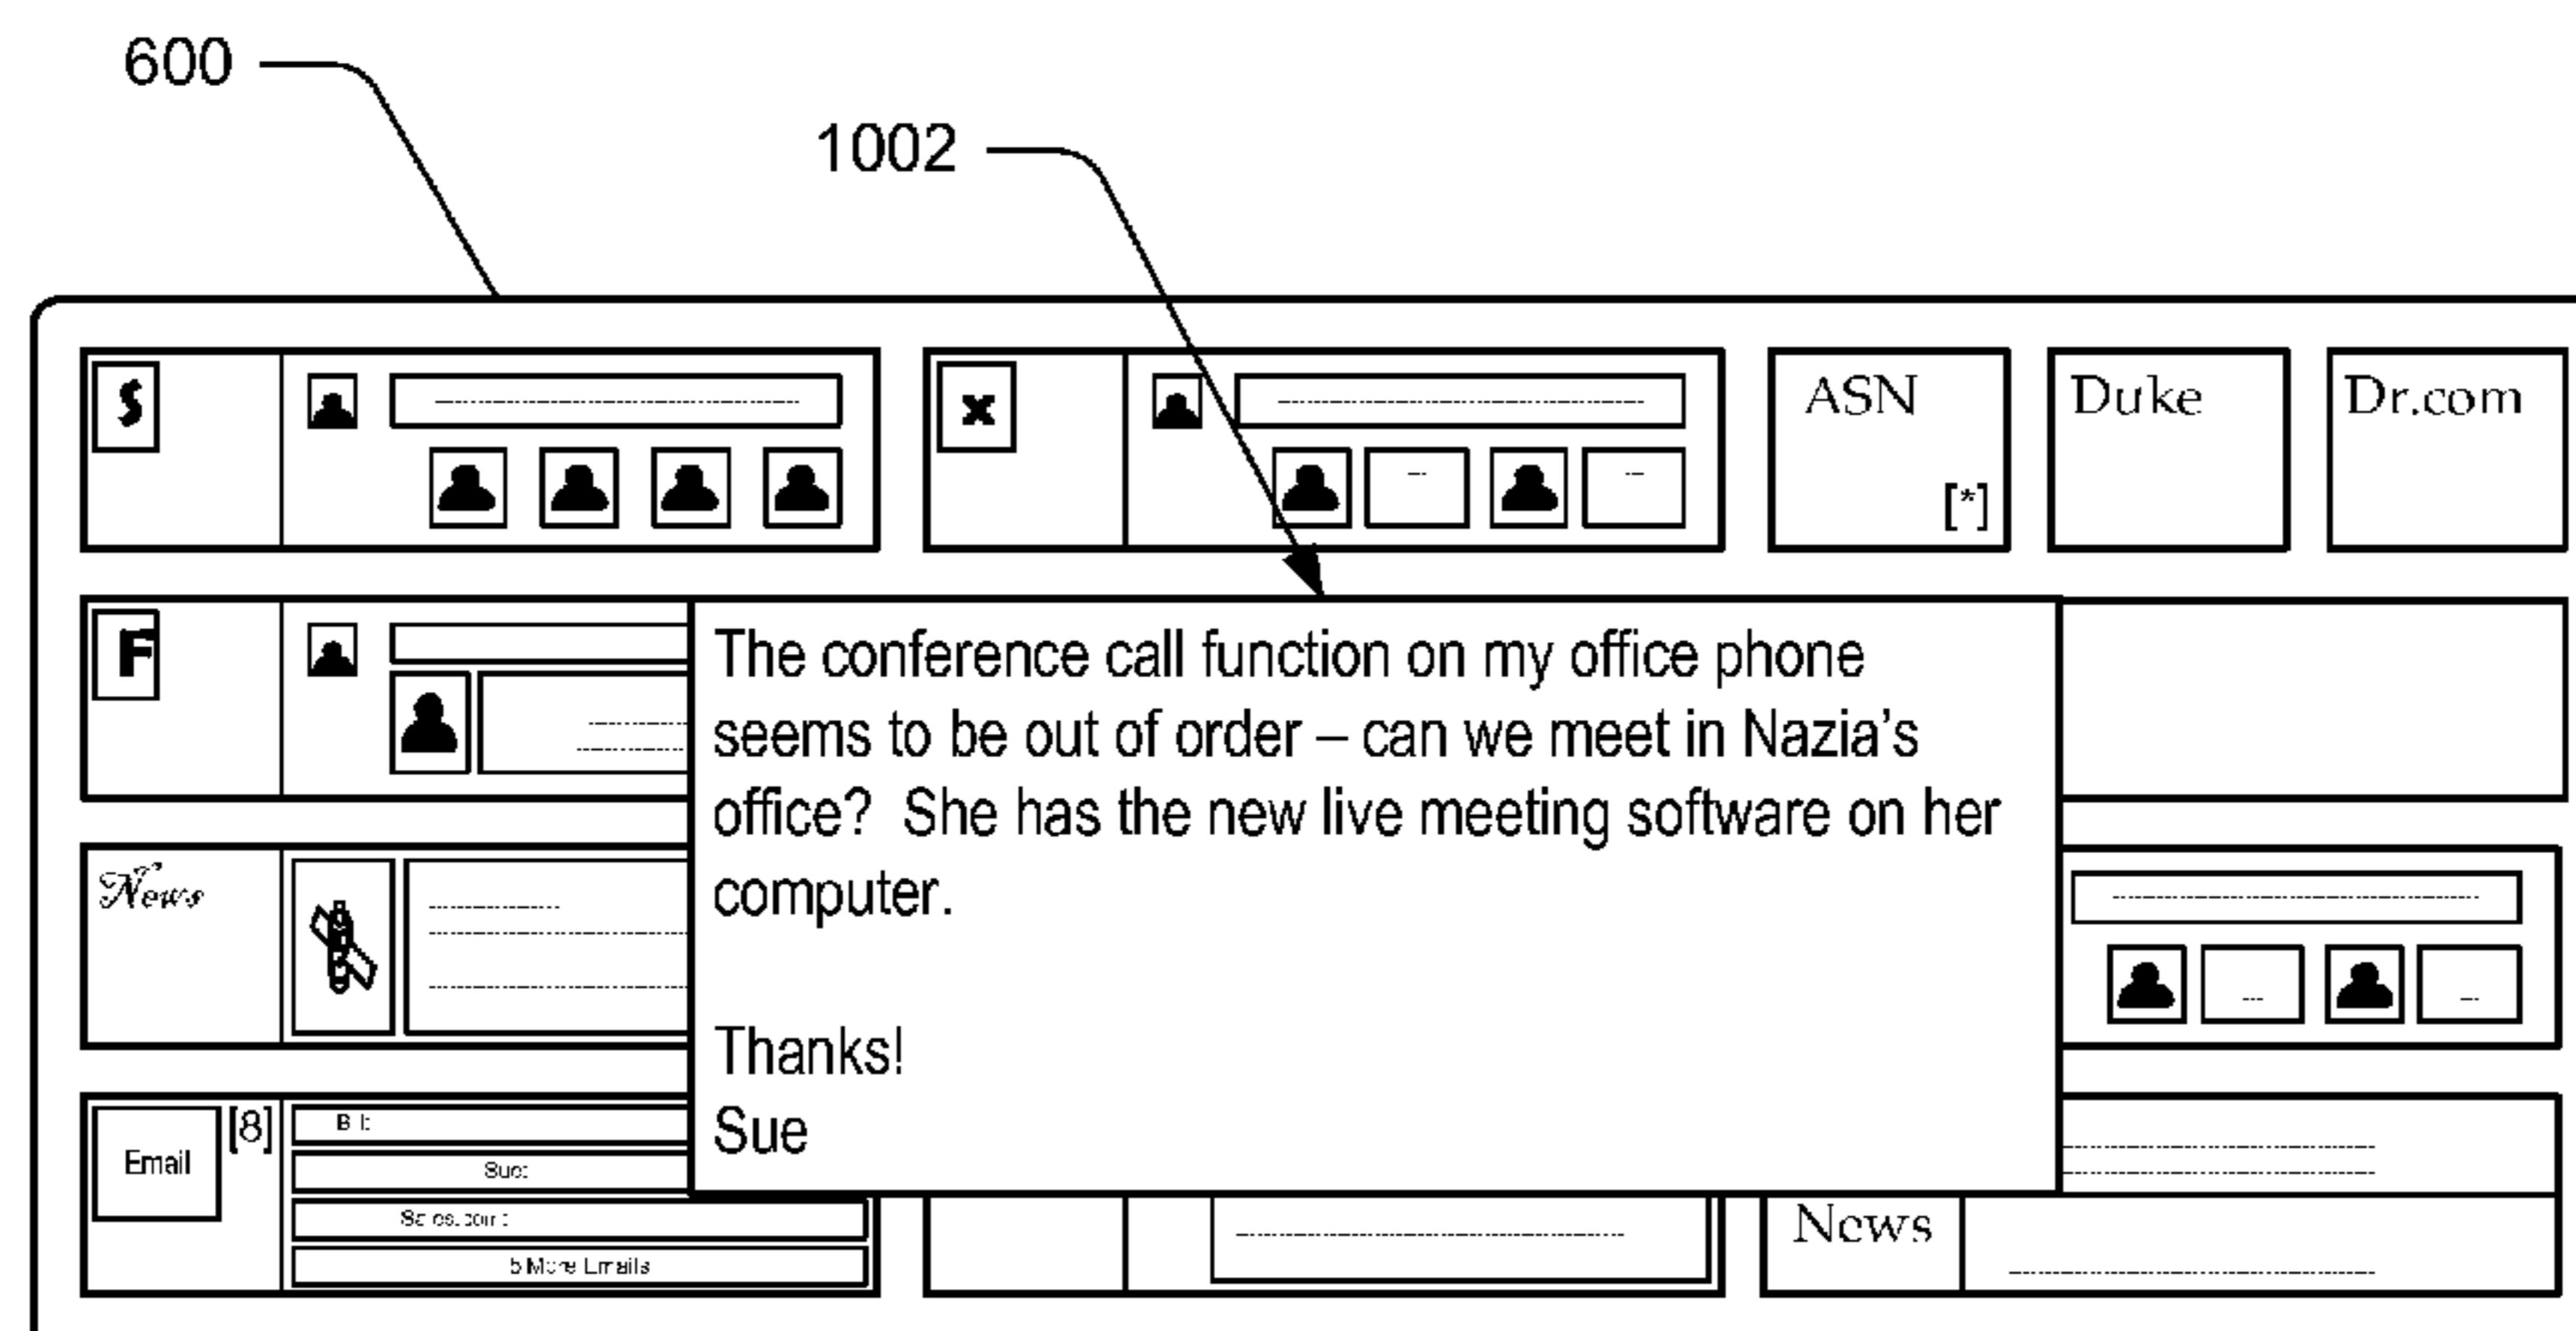 600
1002
S
x
ASN
[*]
Duke
Dr.com
F
The conference call function on my office phone
seems to be out of order – can we meet in Nazia's
office? She has the new live meeting software on her
computer.
Thanks!
Sue
News
Email
[8]
Sue:
5 More Emails
News